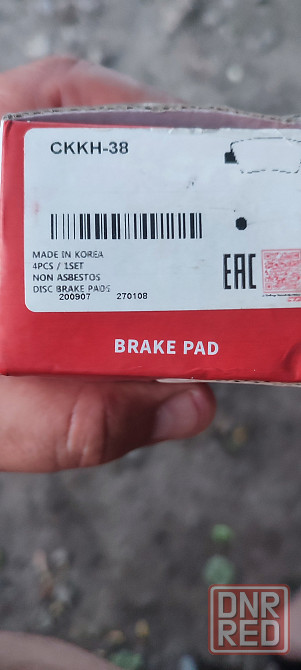 CKKH-38
MADE IN KOREA
4PCS / 1SET
NON ASBESTOS
DISC BRAKE PADS
200907 270108
EAC
BRAKE PAD
DNR
RED